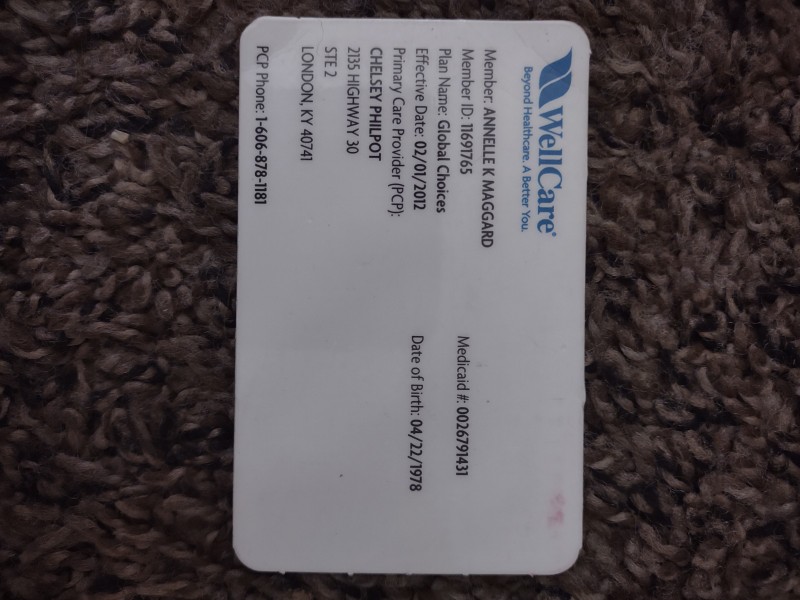 WellCare®
Beyond Healthcare. A Better You.
Member: ANNELLE K MAGGARD
Member ID: 11691765
Medicaid #: 0026791431
Plan Name: Global Choices
Effective Date: 02/01/2012
Date of Birth: 04/22/1978
Primary Care Provider (PCP):
CHELSEY PHILPOT
2135 HIGHWAY 30
STE 2
LONDON, KY 40741
PCP Phone: 1-606-878-1181